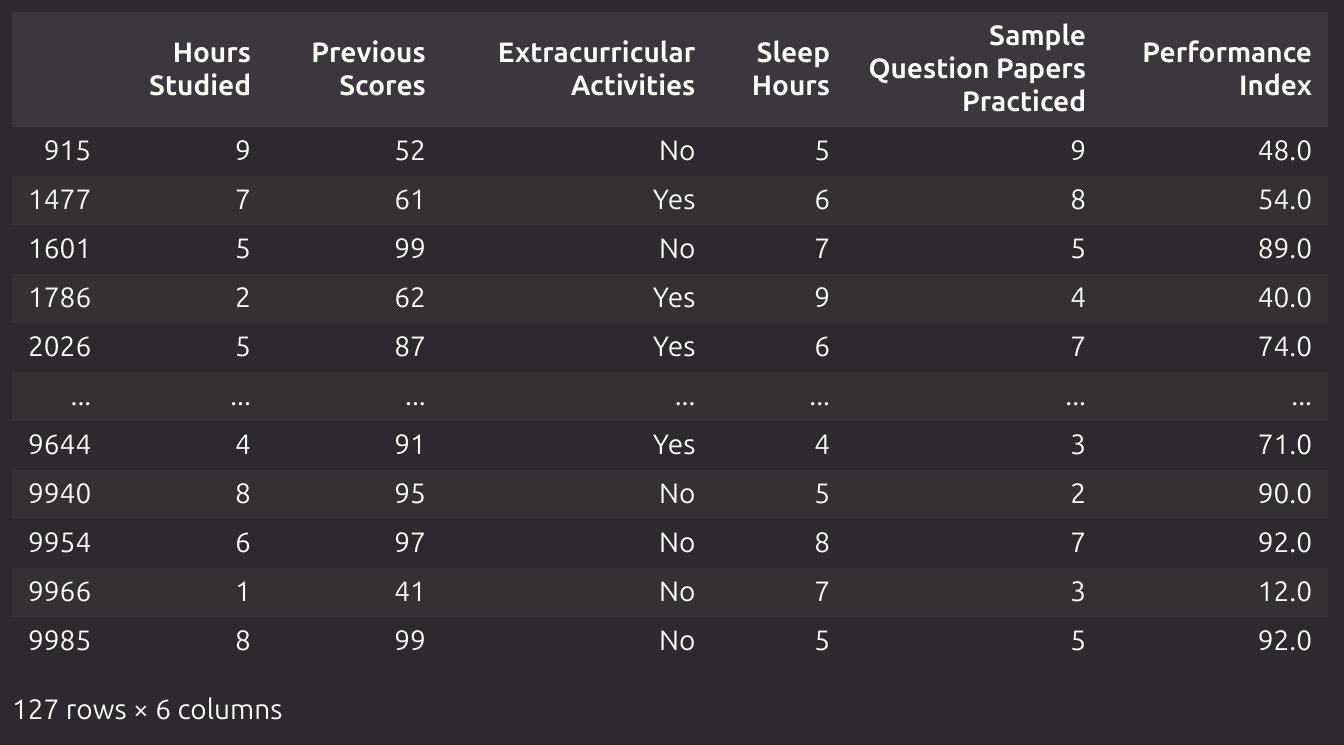 Hours Studied Previous Scores Extracurricular Activities Sleep Hours Sample Question Papers Practiced Performance Index
915 9 52 No 5 9 48.0
1477 7 61 Yes 6 8 54.0
1601 5 99 No 7 5 89.0
1786 2 62 Yes 9 4 40.0
2026 5 87 Yes 6 7 74.0
... ... ... ... ... ... ...
9644 4 91 Yes 4 3 71.0
9940 8 95 No 5 2 90.0
9954 6 97 No 8 7 92.0
9966 1 41 No 7 3 12.0
9985 8 99 No 5 5 92.0
127 rows × 6 columns